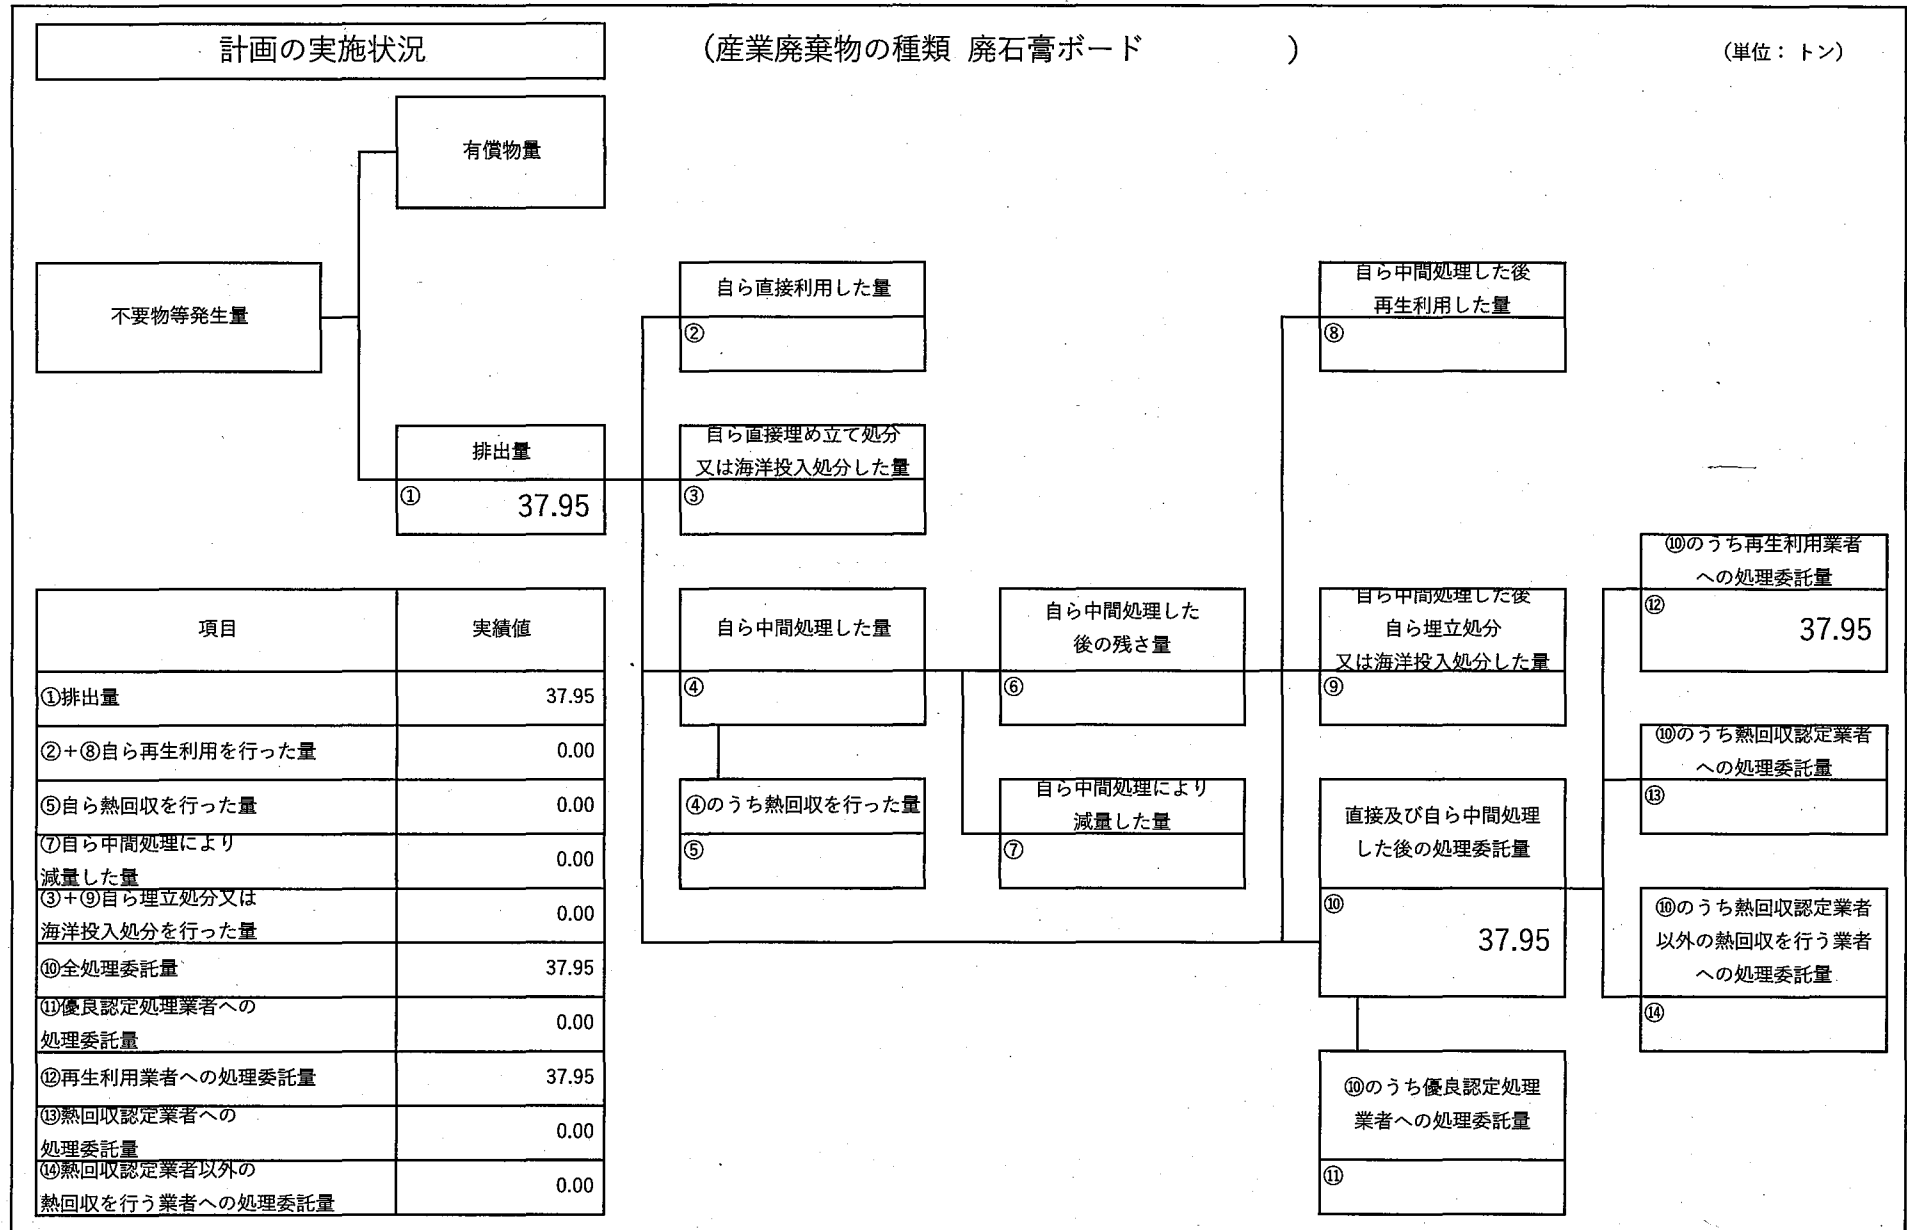 計画の実施状況
(産業廃棄物の種類 廃石膏ボード )
(単位：トン)
有償物量
不要物等発生量
排出量
①
37.95
自ら直接利用した量
②
自ら直接埋め立て処分
又は海洋投入処分した量
③
自ら中間処理した量
④
④のうち熱回収を行った量
⑤
自ら中間処理した
後の残さ量
⑥
自ら中間処理により
減量した量
⑦
自ら中間処理した後
再生利用した量
⑧
自ら中間処理した後
自ら埋立処分
又は海洋投入処分した量
⑨
直接及び自ら中間処理
した後の処理委託量
⑩
37.95
⑩のうち優良認定処理
業者への処理委託量
⑪
⑩のうち再生利用業者
への処理委託量
⑫
37.95
⑩のうち熱回収認定業者
への処理委託量
⑬
⑩のうち熱回収認定業者
以外の熱回収を行う業者
への処理委託量
⑭
項目 実績値
①排出量 37.95
②+⑧自ら再生利用を行った量 0.00
⑤自ら熱回収を行った量 0.00
⑦自ら中間処理により
減量した量 0.00
③+⑨自ら埋立処分又は
海洋投入処分を行った量 0.00
⑩全処理委託量 37.95
⑪優良認定処理業者への
処理委託量 0.00
⑫再生利用業者への処理委託量 37.95
⑬熱回収認定業者への
処理委託量 0.00
⑭熱回収認定業者以外の
熱回収を行う業者への処理委託量 0.00